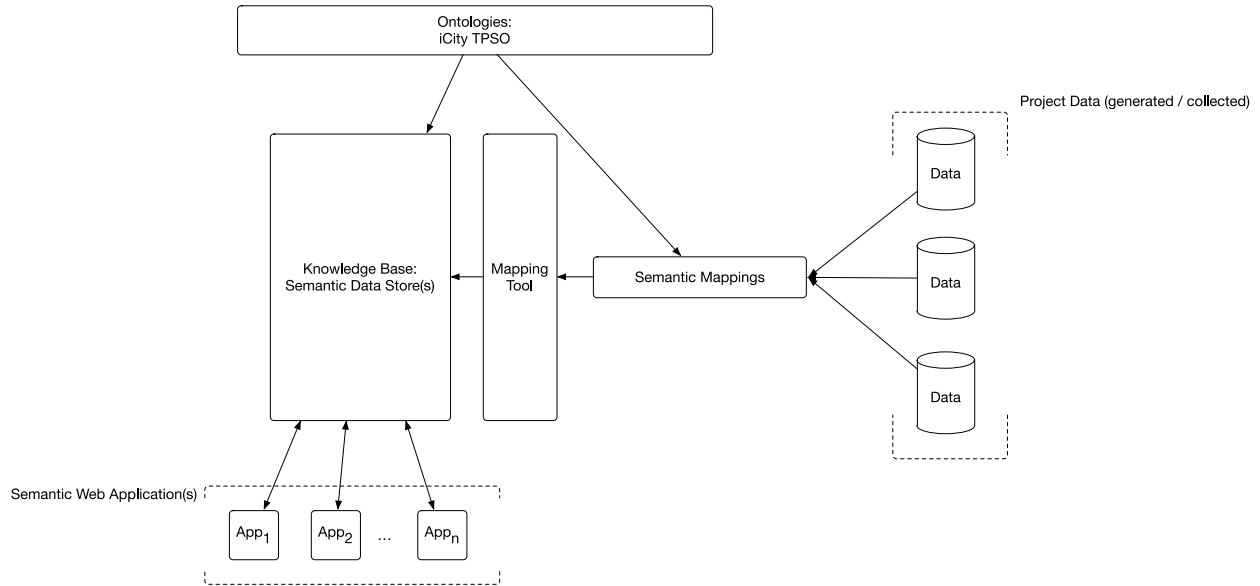 Ontologies:
iCity TPSO
Project Data (generated / collected)
Data
Knowledge Base:
Semantic Data Store(s)
Mapping
Tool
Semantic Mappings
Data
Data
Semantic Web Application(s)
App1
App2
...
Appn